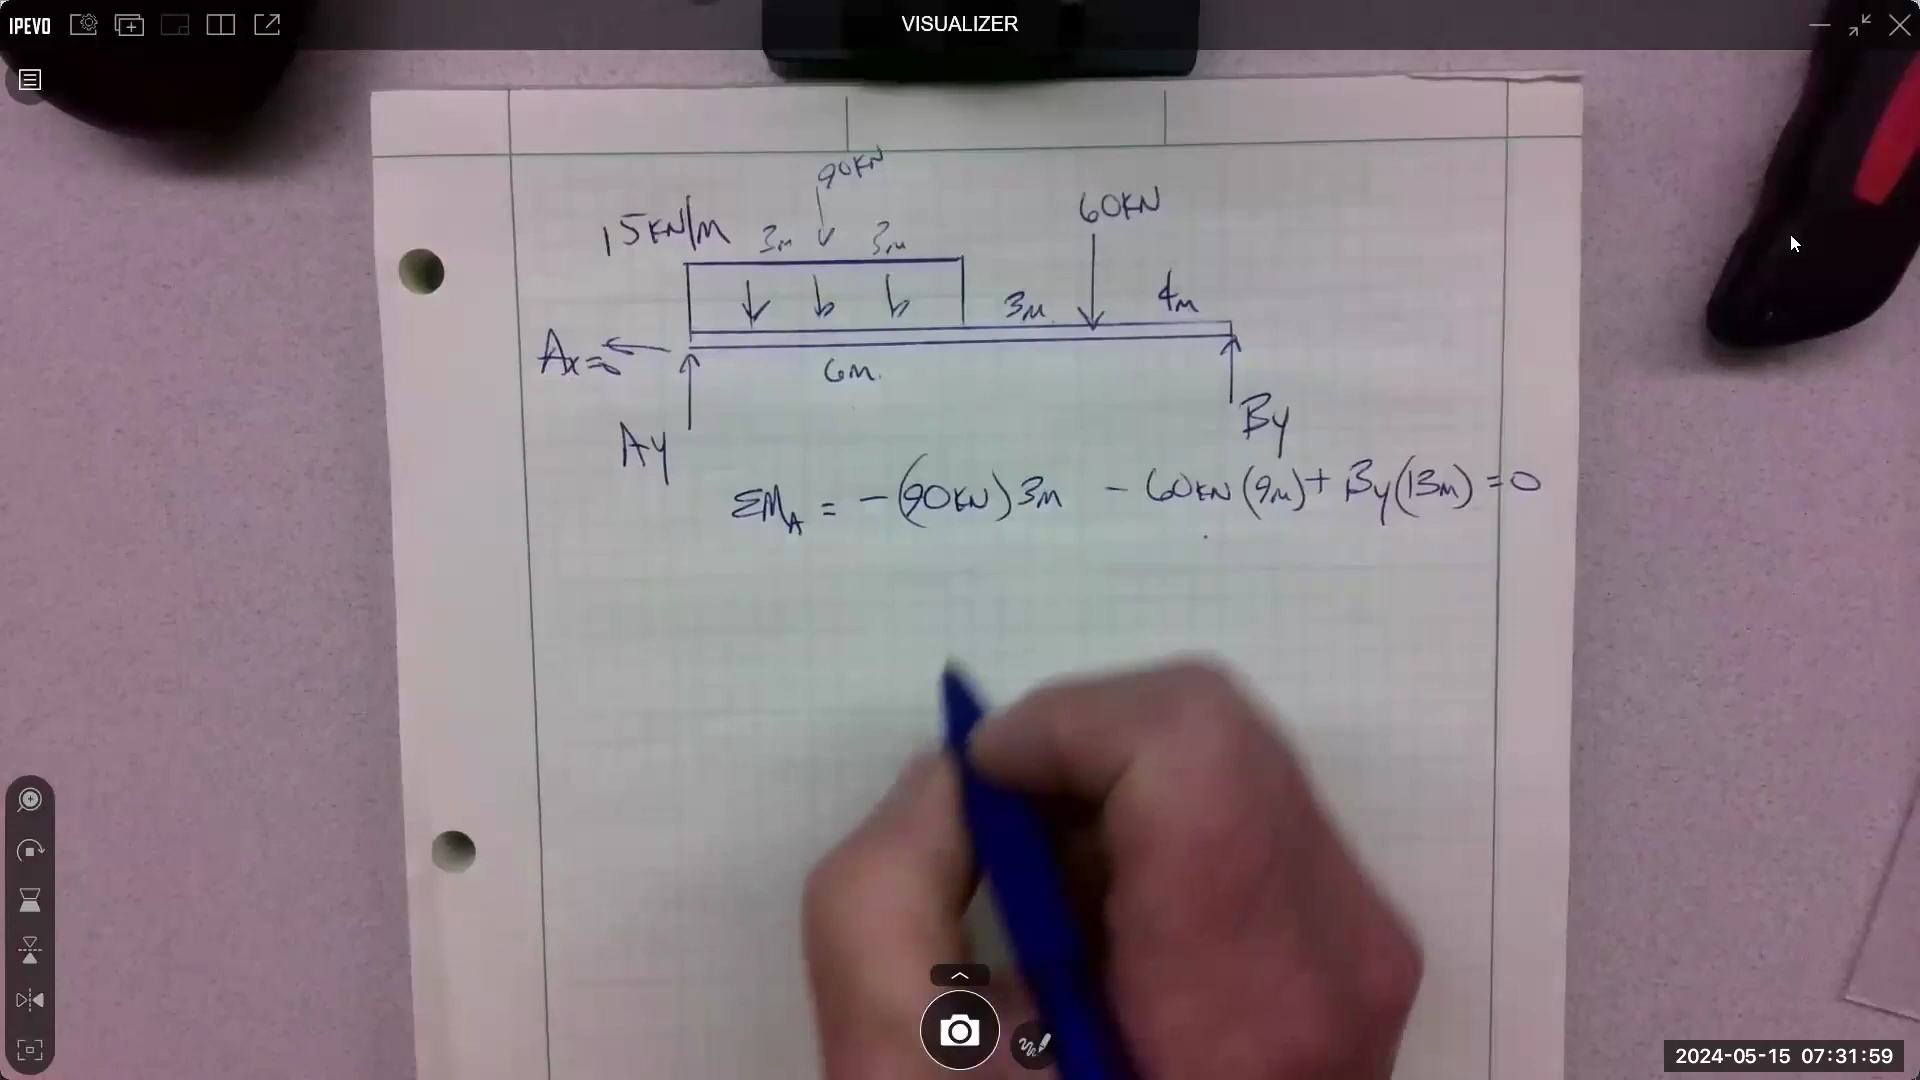 IPEVO
VISUALIZER
90KN
15KN/M 3m 3m
60KN
3m 4m
Ax=0
6m.
Ay
By
ΣM_A = -(90KN)3m - 60KN(9m)+ By(13m)=0
2024-05-15 07:31:59